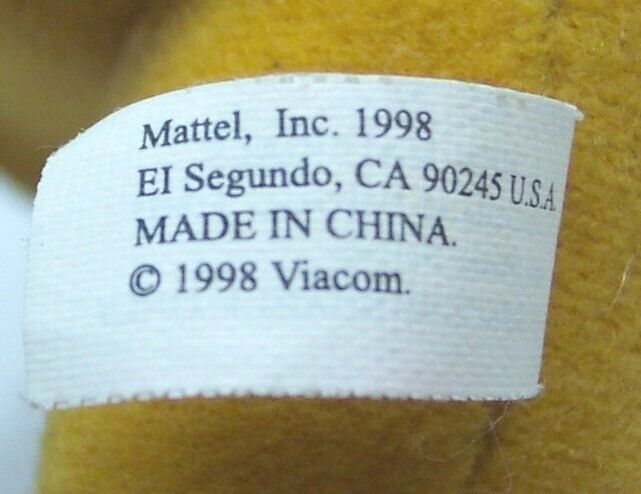 Mattel, Inc. 1998
El Segundo, CA 90245 U.S.A.
MADE IN CHINA.
© 1998 Viacom.